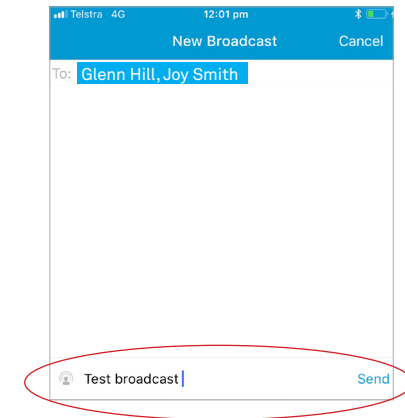 Telstra 4G 12:01 pm
New Broadcast Cancel
To: Glenn Hill, Joy Smith
Test broadcast Send